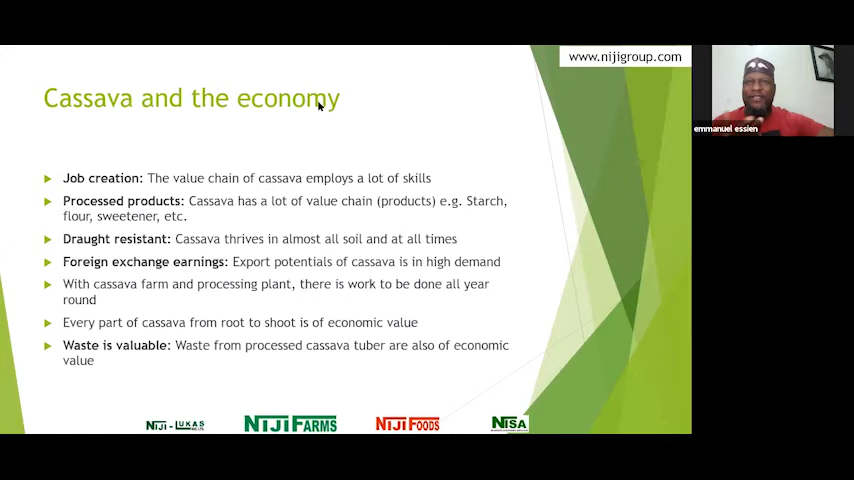 www.nijigroup.com
Cassava and the economy
Job creation: The value chain of cassava employs a lot of skills
Processed products: Cassava has a lot of value chain (products) e.g. Starch,
flour, sweetener, etc.
Draught resistant: Cassava thrives in almost all soil and at all times
Foreign exchange earnings: Export potentials of cassava is in high demand
With cassava farm and processing plant, there is work to be done all year
round
Every part of cassava from root to shoot is of economic value
Waste is valuable: Waste from processed cassava tuber are also of economic
value
NIJI - LUKAS
NIJI FARMS
NIJI FOODS
NISA
emmanuel essien